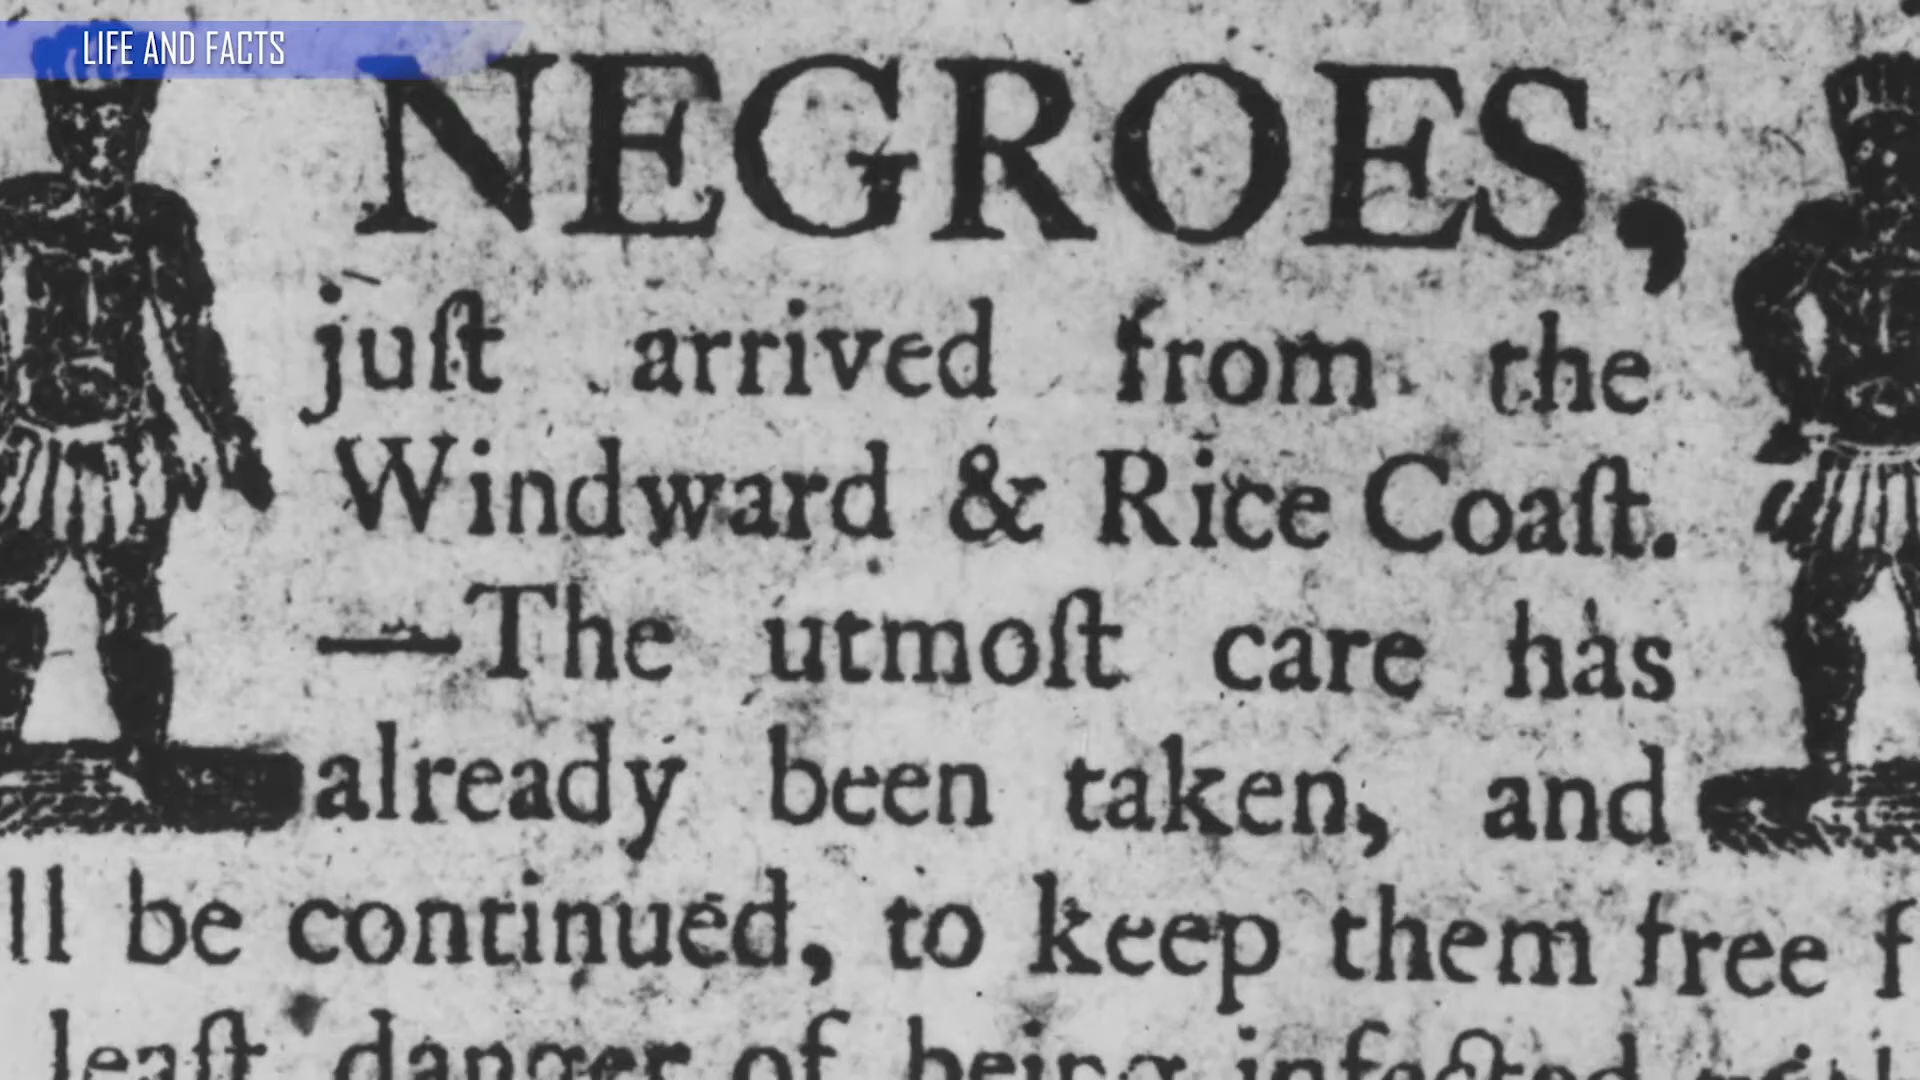 LIFE AND FACTS
NEGROES,
juſt arrived from the
Windward & Rice Coaſt.
—The utmoſt care has
already been taken, and
ll be continued, to keep them free f
leaſt danger of being infected